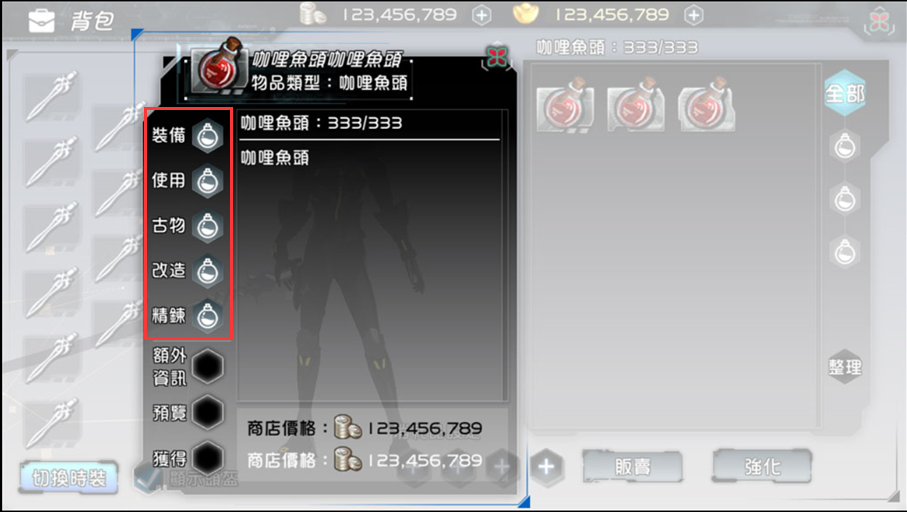 背包
123,456,789
123,456,789
咖哩魚頭咖哩魚頭
物品類型：咖哩魚頭
咖哩魚頭：333/333
全部
裝備
使用
古物
改造
精鍊
額外
資訊
預覽
獲得
咖哩魚頭：333/333
咖哩魚頭
商店價格：123,456,789
商店價格：123,456,789
整理
切換時裝
顯示頭盔
販賣
強化